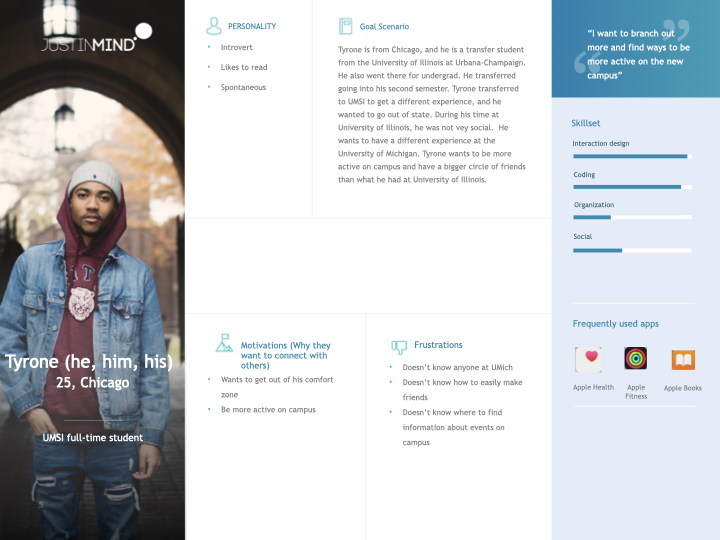 JUSTINMIND
Tyrone (he, him, his)
25, Chicago
UMSI full-time student
PERSONALITY
Introvert
Likes to read
Spontaneous
Goal Scenario
Tyrone is from Chicago, and he is a transfer student
from the University of Illinois at Urbana-Champaign.
He also went there for undergrad. He transferred
going into his second semester. Tyrone transferred
to UMSI to get a different experience, and he
wanted to go out of state. During his time at
University of Illinois, he was not vey social. He
wants to have a different experience at the
University of Michigan. Tyrone wants to be more
active on campus and have a bigger circle of friends
than what he had at University of Illinois.
Motivations (Why they
want to connect with
others)
Wants to get out of his comfort
zone
Be more active on campus
Frustrations
Doesn’t know anyone at UMich
Doesn’t know how to easily make
friends
Doesn’t know where to find
information about events on
campus
“I want to branch out
more and find ways to be
more active on the new
campus”
Skillset
Interaction design
Coding
Organization
Social
Frequently used apps
Apple Health
Apple
Fitness
Apple Books